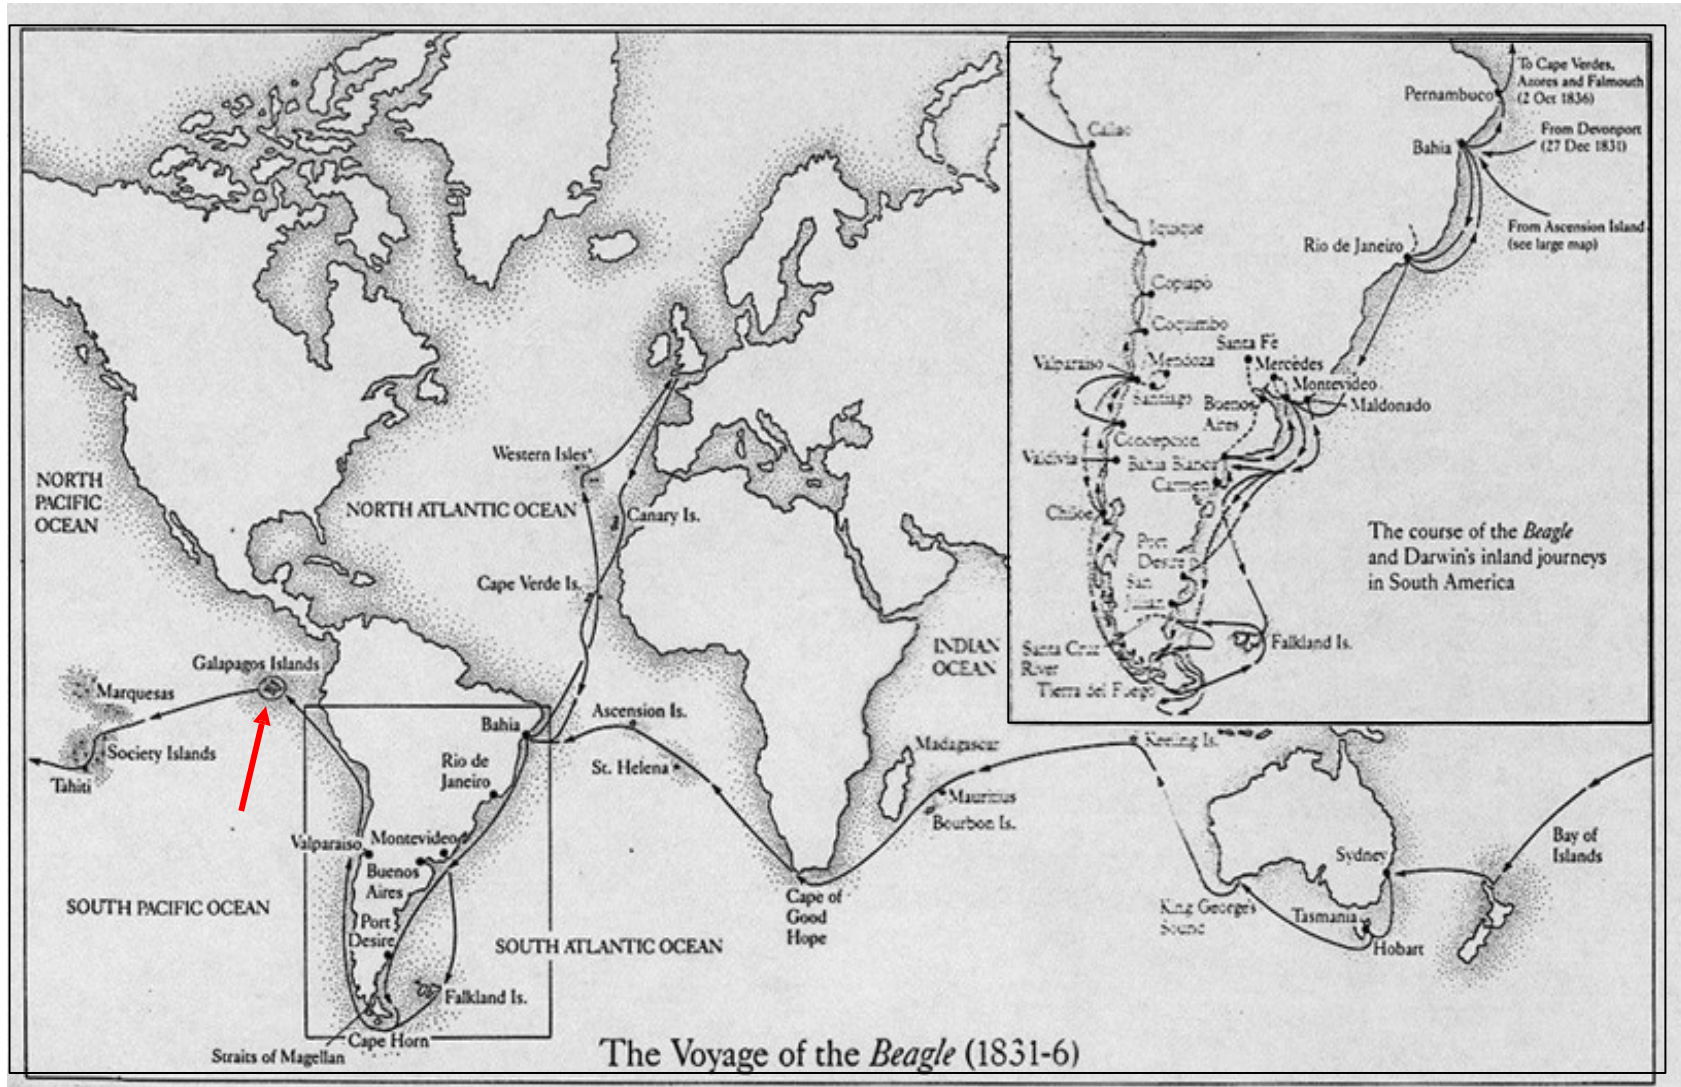 To Cape Verdes,
Azores and Falmouth
(2 Oct 1836)
Pernambuco
From Devonport
(27 Dec 1831)
Bahia
Callao
From Ascension Island
(see large map)
Iquique
Rio de Janeiro
Copiapò
Coquimbo
Santa Fè
Valparaiso
Mendoza
Mercèdes
Santiago
Montevideo
Buenos
Aires
Maldonado
Concepcion
Valdivia
Bahia Blanca
Carmen
Chiloe
Port
Desire
San
Julian
The course of the Beagle
and Darwin's inland journeys
in South America
Santa Cruz
River
Falkland Is.
Tierra del Fuego
Western Isles
NORTH
PACIFIC
OCEAN
NORTH ATLANTIC OCEAN
Canary Is.
Cape Verde Is.
INDIAN
OCEAN
Galapagos Islands
Marquesas
Society Islands
Tahiti
Bahia
Ascension Is.
Rio de
Janeiro
St. Helena
Madagascar
Keeling Is.
Mauritius
Bourbon Is.
Valparaiso
Montevideo
Buenos
Aires
Sydney
Bay of
Islands
SOUTH PACIFIC OCEAN
Port
Desire
Cape of
Good
Hope
King George's
Sound
Tasmania
Hobart
SOUTH ATLANTIC OCEAN
Falkland Is.
Cape Horn
Straits of Magellan
The Voyage of the Beagle (1831-6)